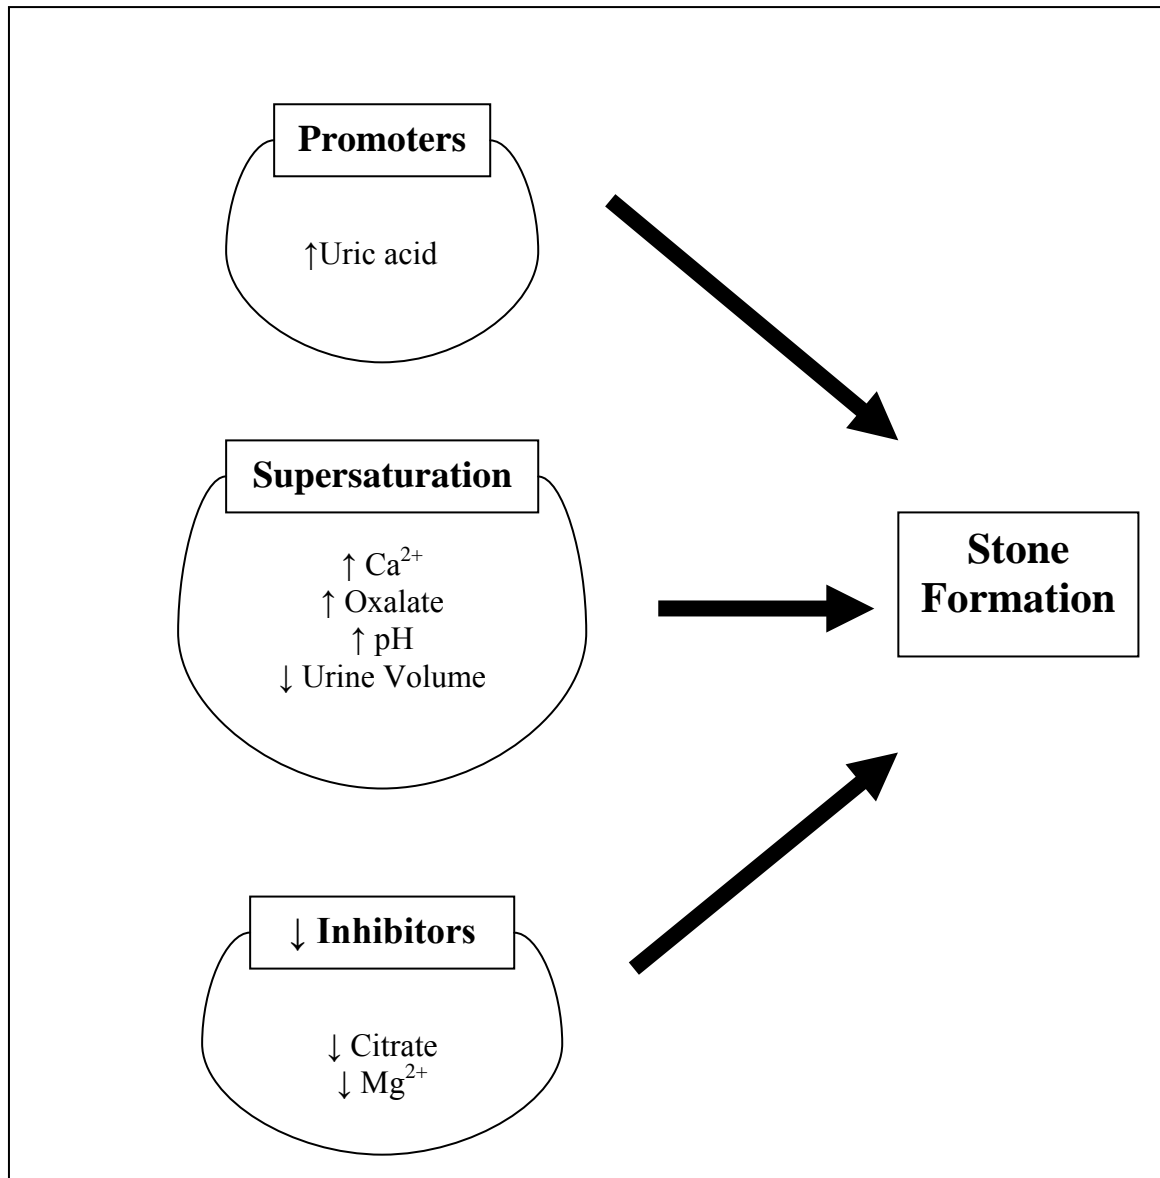 Promoters
↑Uric acid
Supersaturation
↑ Ca²⁺
↑ Oxalate
↑ pH
↓ Urine Volume
Stone
Formation
↓ Inhibitors
↓ Citrate
↓ Mg²⁺